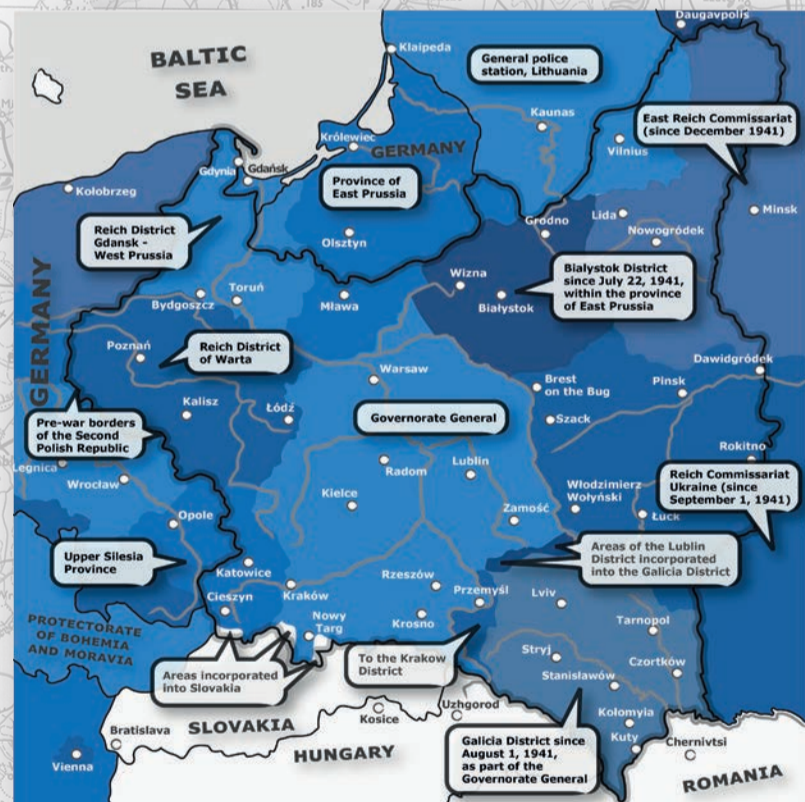 Daugavpils
BALTIC
SEA
Klaipeda
General police
station, Lithuania
Kaunas
East Reich Commissariat
(since December 1941)
Królewiec
GERMANY
Vilnius
Gdynia
Gdańsk
Kołobrzeg
Province of
East Prussia
Minsk
Lida
Nowogródek
Grodno
Reich District
Gdansk -
West Prussia
Olsztyn
GERMANY
Wizna
Białystok
Białystok District
since July 22, 1941,
within the province
of East Prussia
Toruń
Bydgoszcz
Mława
Poznań
Reich District
of Warta
Warsaw
Dawidgródek
Brest
on the Bug
Pinsk
Kalisz
Łódź
Governorate General
Szack
Pre-war borders
of the Second
Polish Republic
Legnica
Wrocław
Radom
Lublin
Rokitno
Reich Commissariat
Ukraine (since
September 1, 1941)
Kielce
Włodzimierz
Wołyński
Zamość
Łuck
Opole
Upper Silesia
Province
Areas of the Lublin
District incorporated
into the Galicia District
Katowice
Cieszyn
Kraków
Rzeszów
Przemyśl
Lviv
PROTECTORATE
OF BOHEMIA
AND MORAVIA
Nowy
Targ
Krosno
Tarnopol
Stryj
Czortków
Areas incorporated
into Slovakia
To the Krakow
District
Stanisławów
SLOVAKIA
Kosice
Uzhgorod
Kołomyia
Kuty
Bratislava
HUNGARY
Galicia District since
August 1, 1941,
as part of the
Governorate General
Chernivtsi
Vienna
ROMANIA